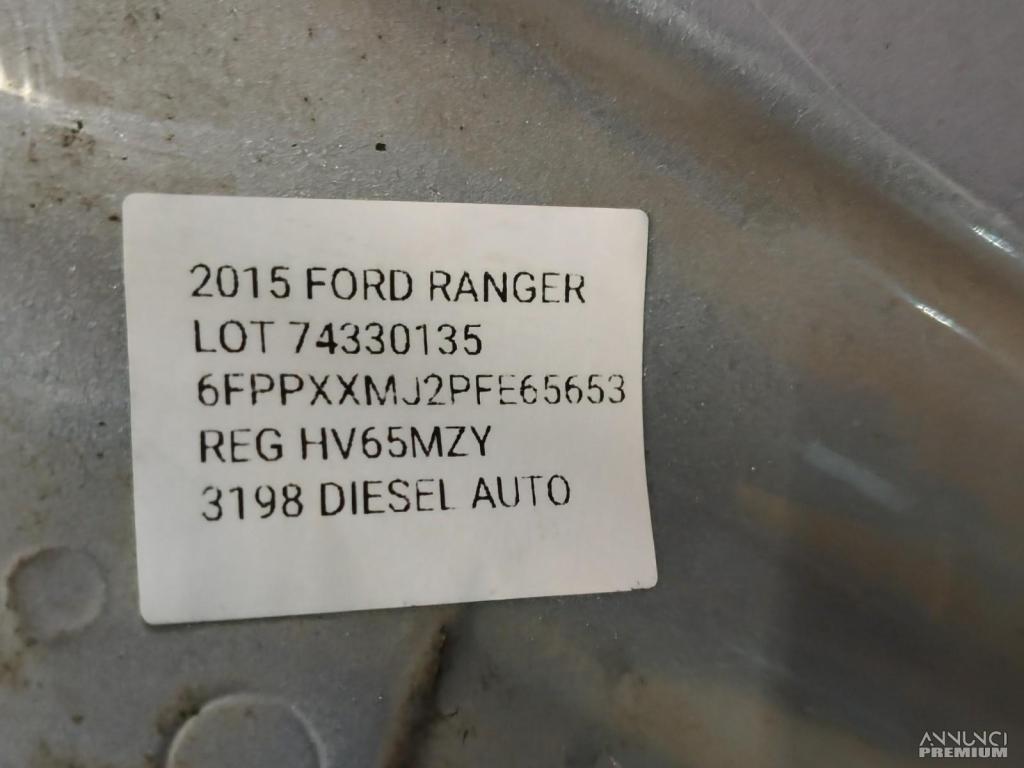 2015 FORD RANGER
LOT 74330135
6FPPXXMJ2PFE65653
REG HV65MZY
3198 DIESEL AUTO
ANNUNCI
PREMIUM